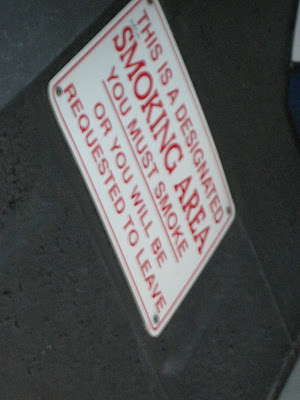 THIS IS A DESIGNATED
SMOKING AREA
YOU MUST SMOKE
OR YOU WILL BE
REQUESTED TO LEAVE